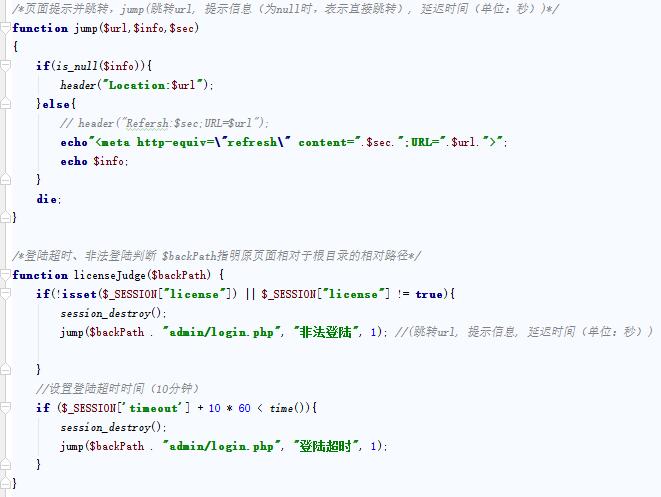 /*页面提示并跳转，jump(跳转url, 提示信息（为null时，表示直接跳转）, 延迟时间（单位：秒）)*/
function jump($url,$info,$sec)
{
    if(is_null($info)){
        header("Location:$url");
    }else{
        // header("Refersh:$sec;URL=$url");
        echo"<meta http-equiv=\"refresh\" content=".$sec.";URL=".$url.">";
        echo $info;
    }
    die;
}
/*登陆超时、非法登陆判断 $backPath指明原页面相对于根目录的相对路径*/
function licenseJudge($backPath) {
    if(!isset($_SESSION["license"]) || $_SESSION["license"] != true){
        session_destroy();
        jump($backPath . "admin/login.php", "非法登陆", 1); //(跳转url, 提示信息, 延迟时间（单位：秒）)
    }
    //设置登陆超时时间（10分钟）
    if ($_SESSION['timeout'] + 10 * 60 < time()){
        session_destroy();
        jump($backPath . "admin/login.php", "登陆超时", 1);
    }
}